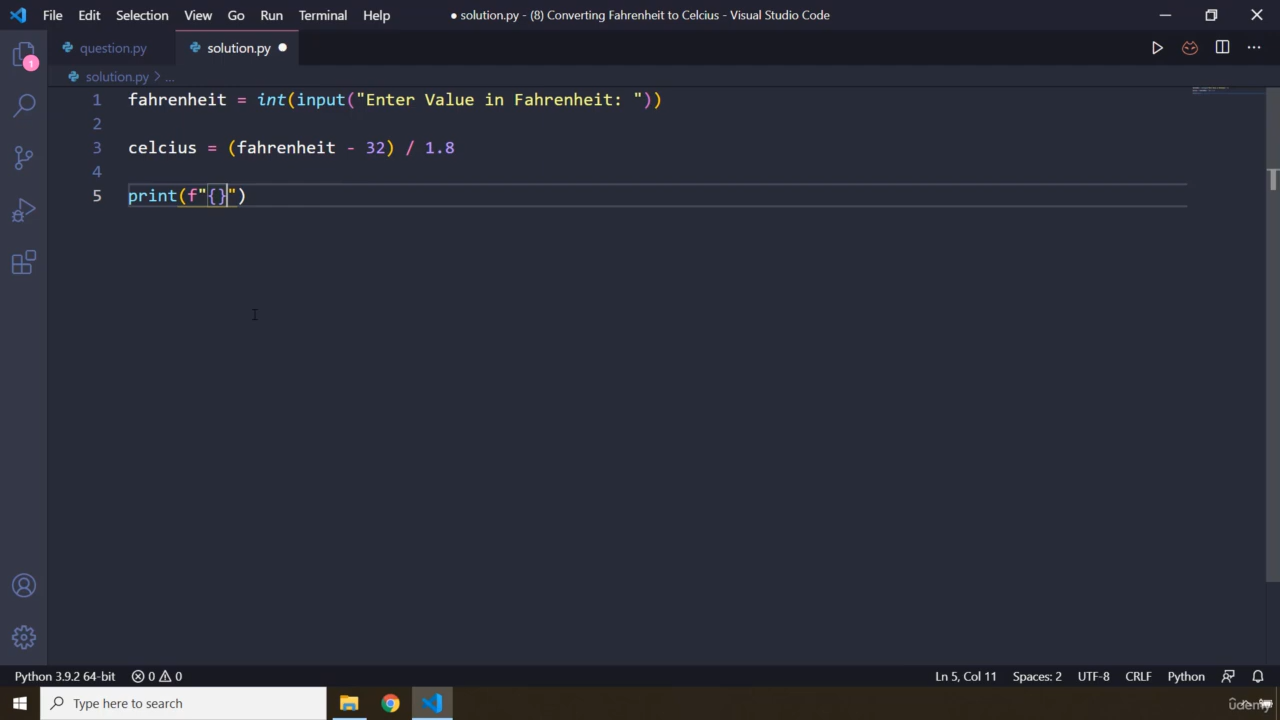 File Edit Selection View Go Run Terminal Help ● solution.py - (8) Converting Fahrenheit to Celcius - Visual Studio Code
question.py solution.py ●
solution.py > ...
1 fahrenheit = int(input("Enter Value in Fahrenheit: "))
2
3 celcius = (fahrenheit - 32) / 1.8
4
5 print(f"{}")
1
Python 3.9.2 64-bit 0 0 Ln 5, Col 11 Spaces: 2 UTF-8 CRLF Python
Type here to search
udemy